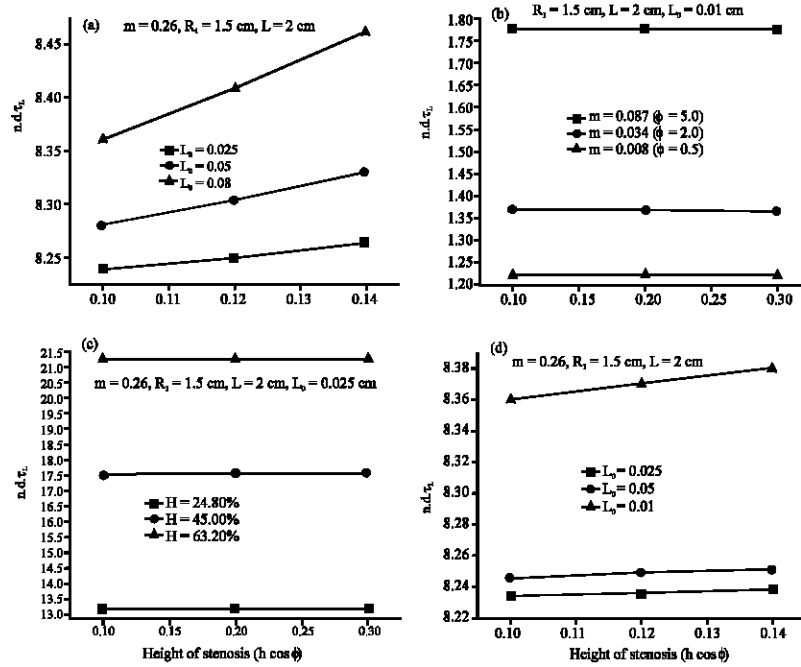 (a)
m = 0.26, R₁ = 1.5 cm, L = 2 cm
8.45
8.40
8.35
8.30
8.25
n.d.τ_L
L₀ = 0.025
L₀ = 0.05
L₀ = 0.08
0.10 0.11 0.12 0.13 0.14
(b)
R₁ = 1.5 cm, L = 2 cm, L₀ = 0.01 cm
1.80
1.75
1.70
1.65
1.60
1.55
1.50
1.45
1.40
1.35
1.30
1.25
1,20
n.d.τ_L
m = 0.087 (ϕ = 5.0)
m = 0.034 (ϕ = 2.0)
m = 0.008 (ϕ = 0.5)
0.10 0.15 0.20 0.25 0.30
(c)
m = 0.26, R₁ = 1.5 cm, L = 2 cm, L₀ = 0.025 cm
21.5
21.0
20.5
20.0
19.5
19.0
18.5
18.0
17.5
17.0
16.5
16.0
15.5
15.0
14.5
14.0
13.5
13.0
n.d.τ_L
H = 24.80%
H = 45.00%
H = 63.20%
0.10 0.15 0.20 0.25 0.30
Height of stenosis (h cos ϕ)
(d)
m = 0.26, R₁ = 1.5 cm, L = 2 cm
8.38
8.36
8.34
8.32
8.30
8.28
8.26
8.24
8.22
n.d.τ_L
L₀ = 0.025
L₀ = 0.05
L₀ = 0.01
0.10 0.11 0.12 0.13 0.14
Height of stenosis (h cos ϕ)